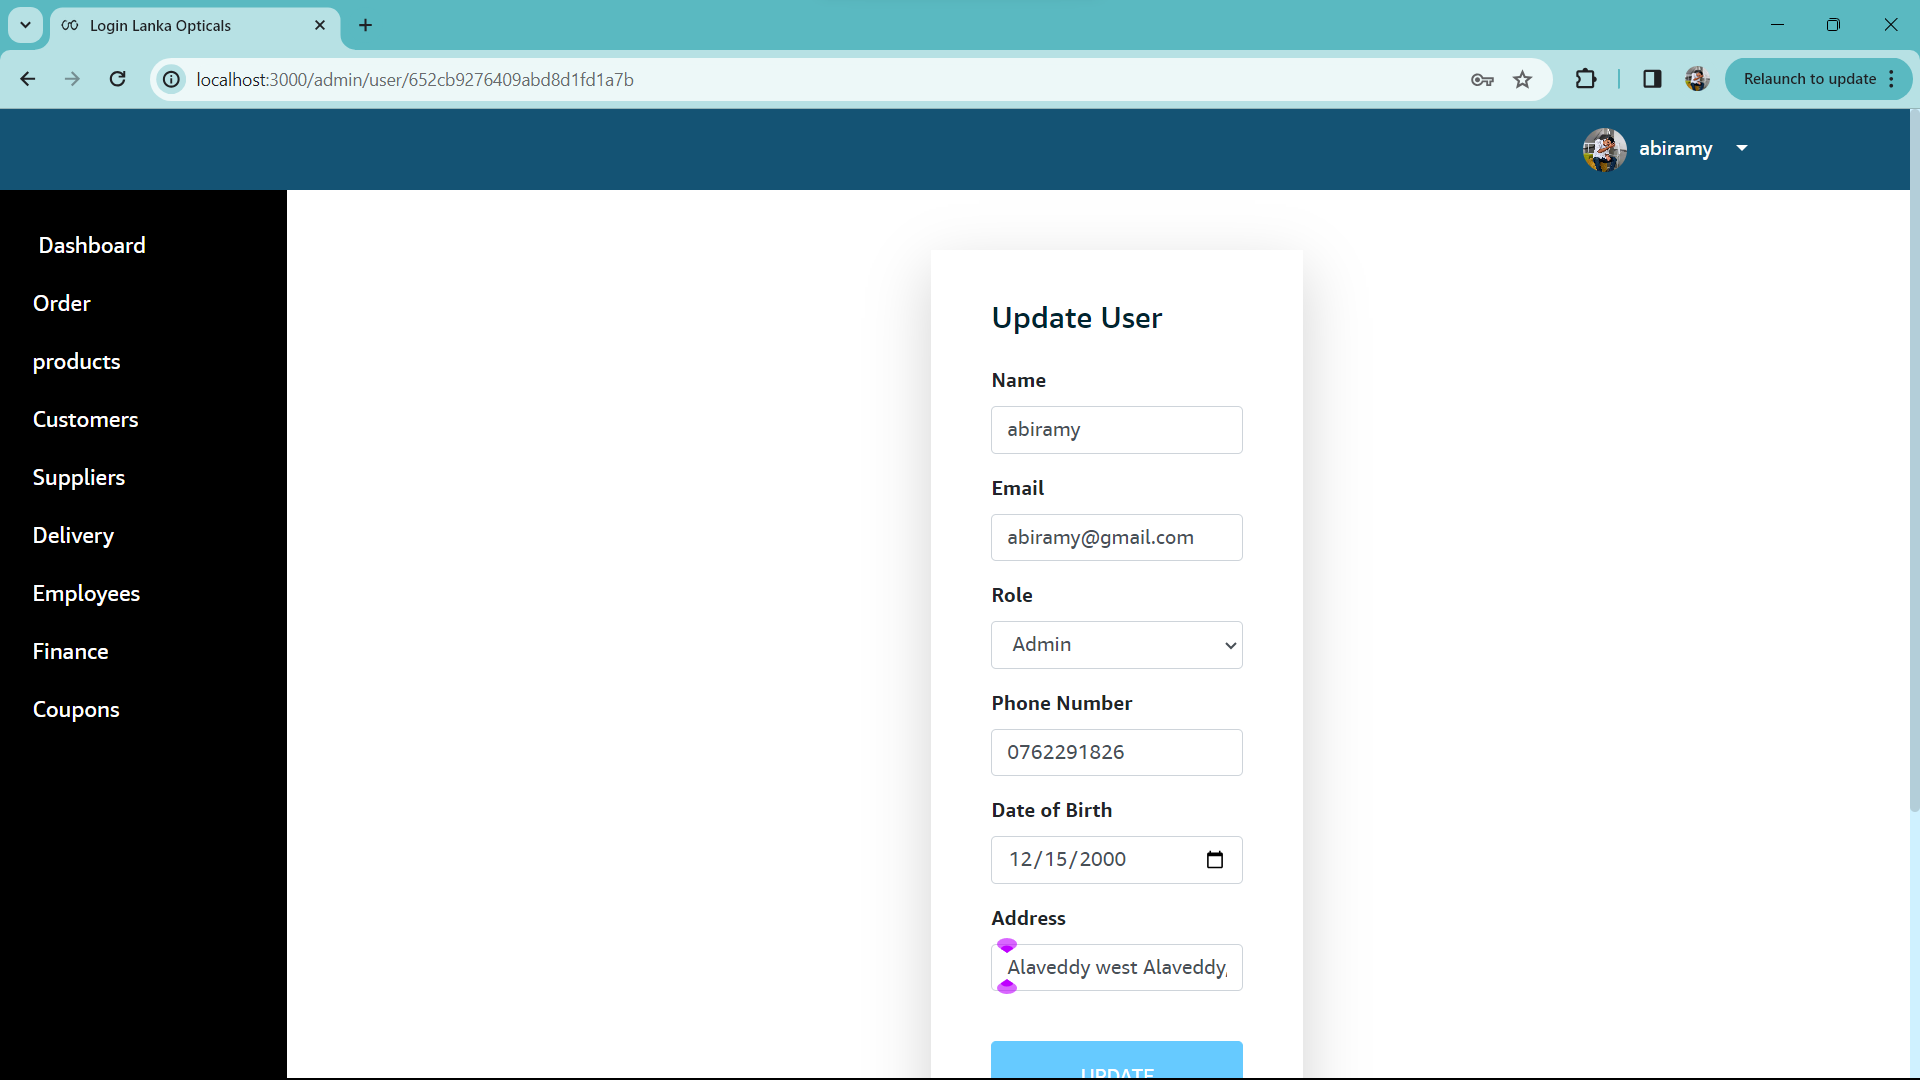 Login Lanka Opticals
localhost:3000/admin/user/652cb9276409abd8d1fd1a7b
Relaunch to update
abiramy
Dashboard
Order
products
Customers
Suppliers
Delivery
Employees
Finance
Coupons
Update User
Name
abiramy
Email
abiramy@gmail.com
Role
Admin
Phone Number
0762291826
Date of Birth
12/15/2000
Address
Alaveddy west Alaveddy,
UPDATE